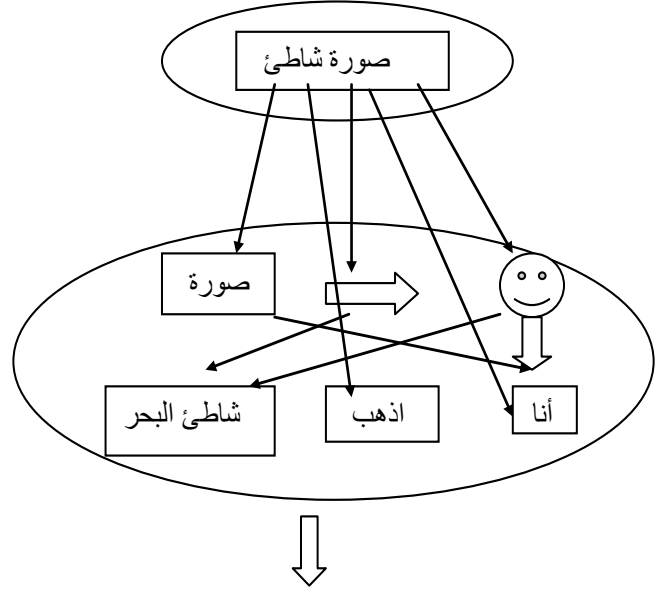 صورة شاطئ
صورة
أنا
اذهب
شاطئ البحر